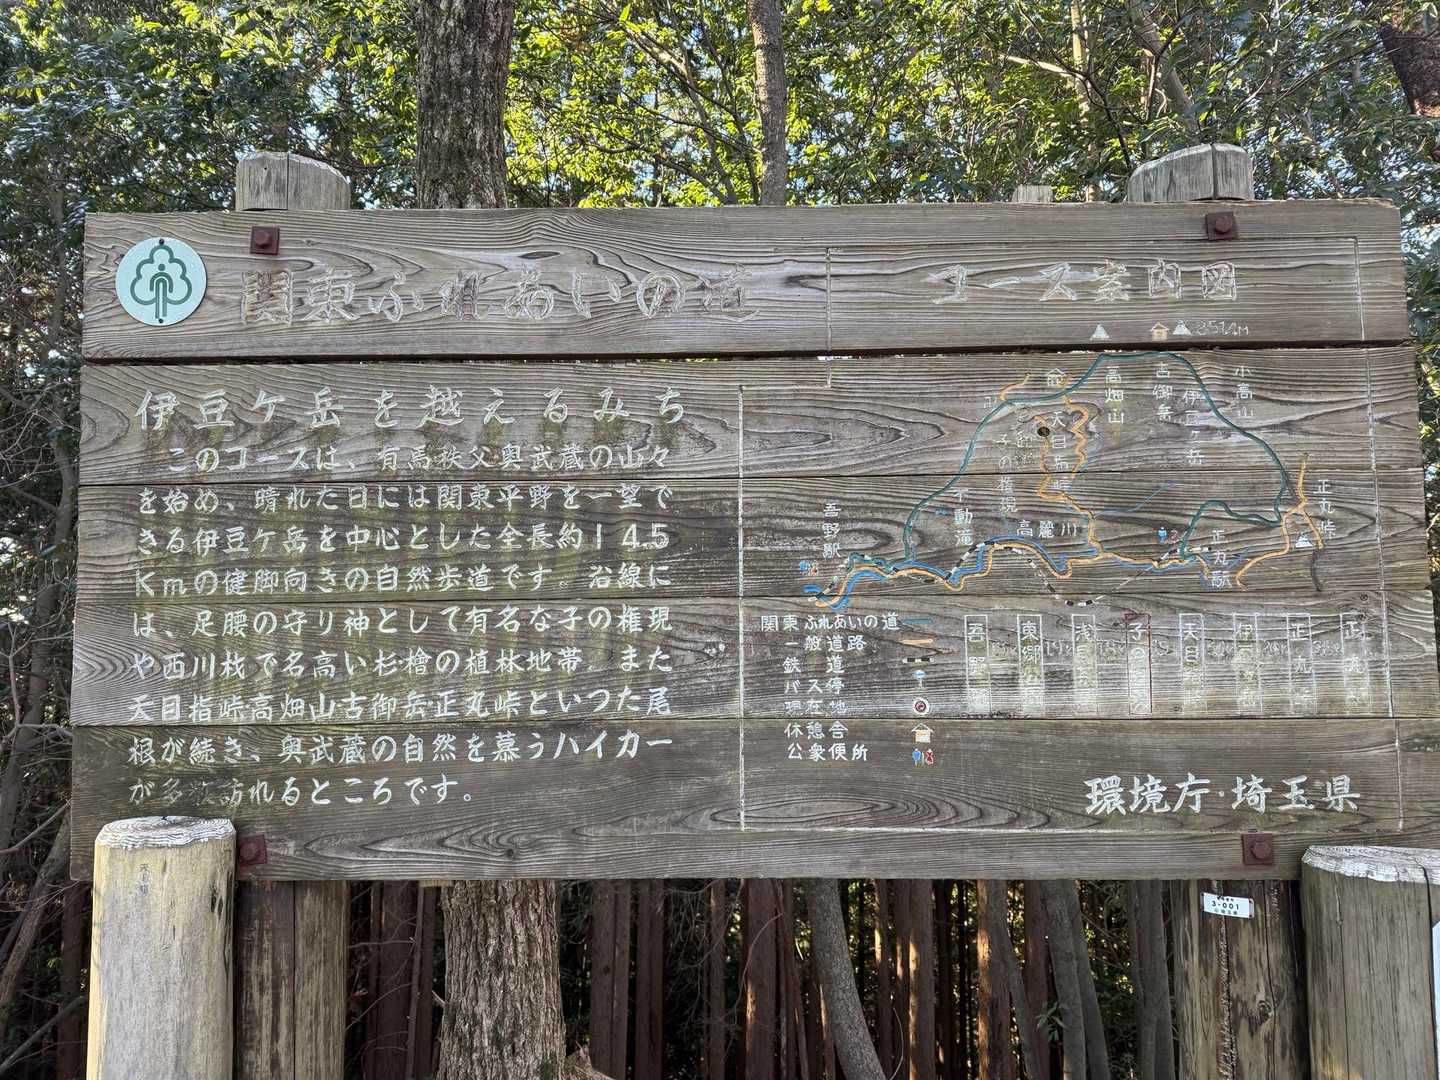 関東ふれあいの道
コース案内図
伊豆ケ岳を越えるみち
このコースは、有馬秩父・奥武蔵の山々
を始め、晴れた日には関東平野を一望で
きる伊豆ケ岳を中心とした全長約14.5
Kmの健脚向きの自然歩道です。沿線に
は、足腰の守り神として有名な子の権現
や西川材で名高い杉・檜の植林地帯。また
天目指峠・高畑山・古御岳・正丸峠といつた尾
根が続き、奥武蔵の自然を慕うハイカー
が多数訪れるところです。
851.4M
小高山
伊豆ヶ岳
古御岳
高畑山
天目指峠
子の権現
不動滝
高麗川
吾野駅
正丸駅
正丸峠
関東ふれあいの道
一般道路
鉄道
バス停
現在地
休憩舎
公衆便所
環境庁・埼玉県
3-001